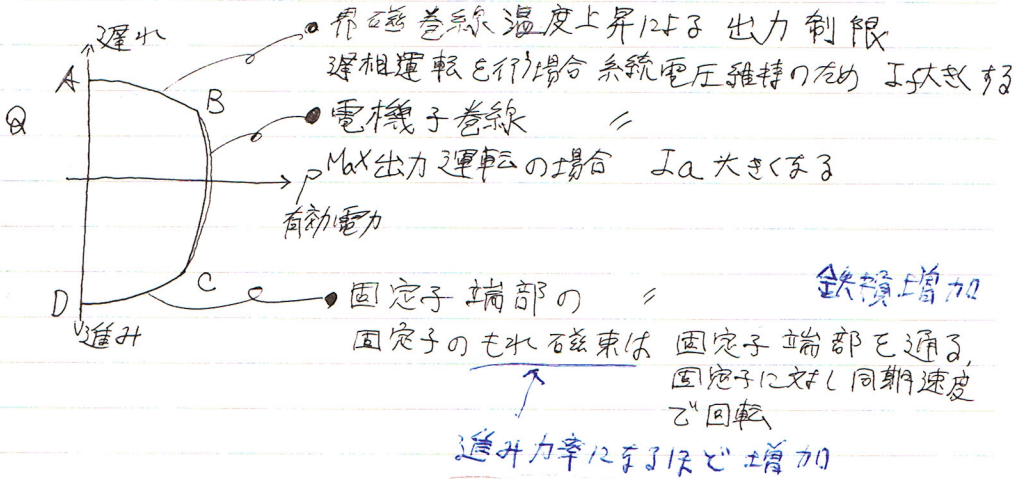 遅れ
・界磁巻線温度上昇による出力制限
遅相運転を行う場合系統電圧維持のため If大きくする
A
B
Q
●電機子巻線 〃
Max出力運転の場合 Ia 大きくなる
P
有効電力
C
D
進み
●固定子端部の 〃
鉄損増加
固定子のもれ磁束は 固定子端部を通る,
固定子に対し同期速度
で回転
進み力率になるほど増加